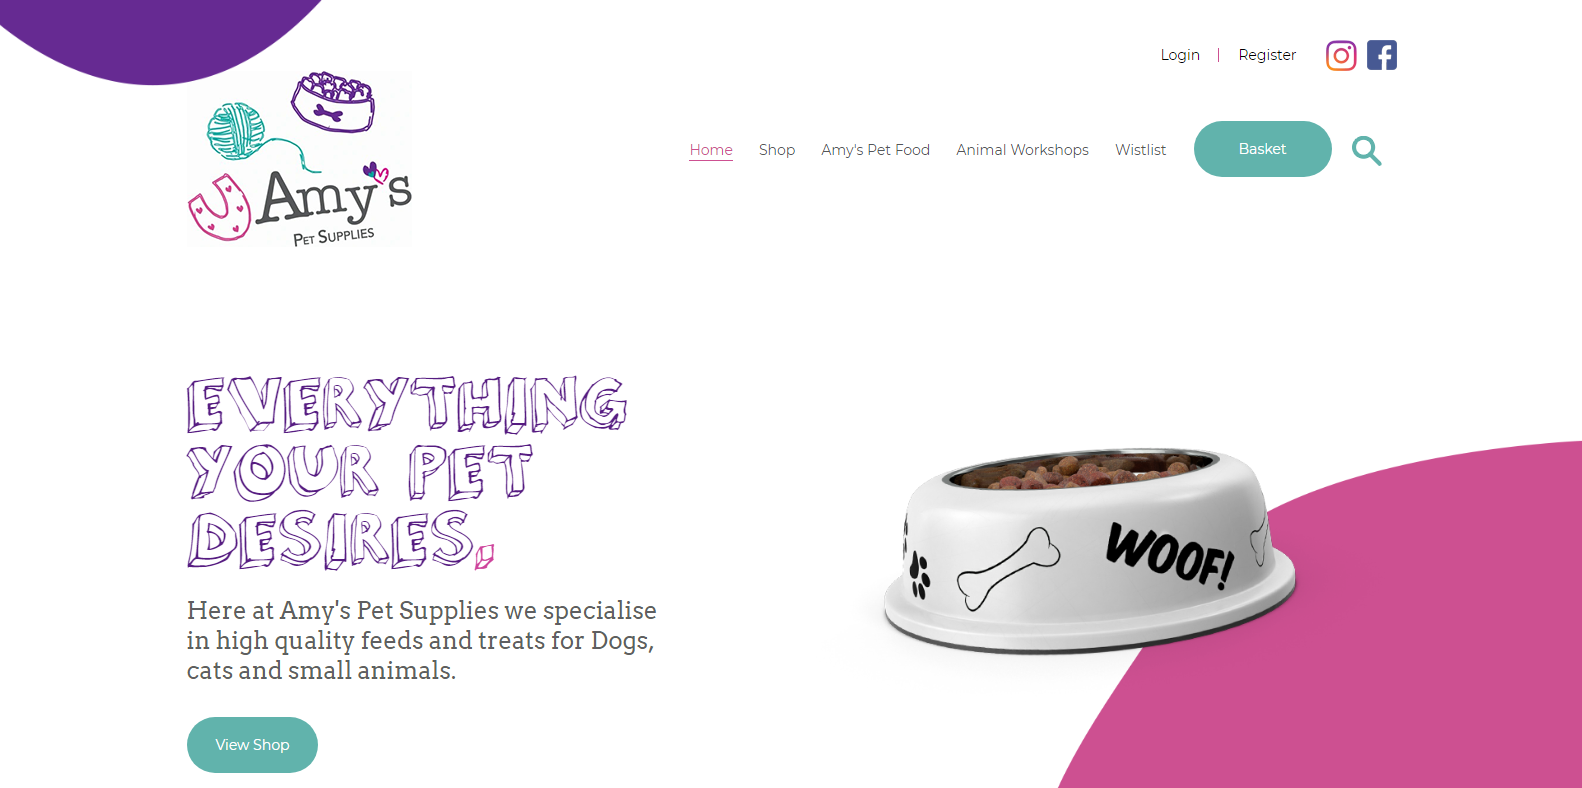 Login | Register
Amy's
PET SUPPLIES
Home Shop Amy's Pet Food Animal Workshops Wistlist Basket
EVERYTHING
YOUR PET
DESIRES.
Here at Amy's Pet Supplies we specialise
in high quality feeds and treats for Dogs,
cats and small animals.
View Shop
WOOF!